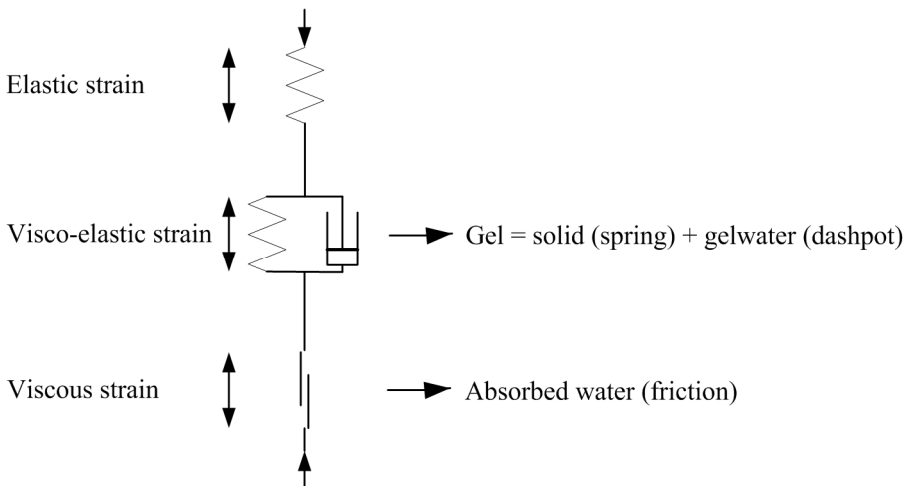 Elastic strain
Visco-elastic strain
Gel = solid (spring) + gelwater (dashpot)
Viscous strain
Absorbed water (friction)